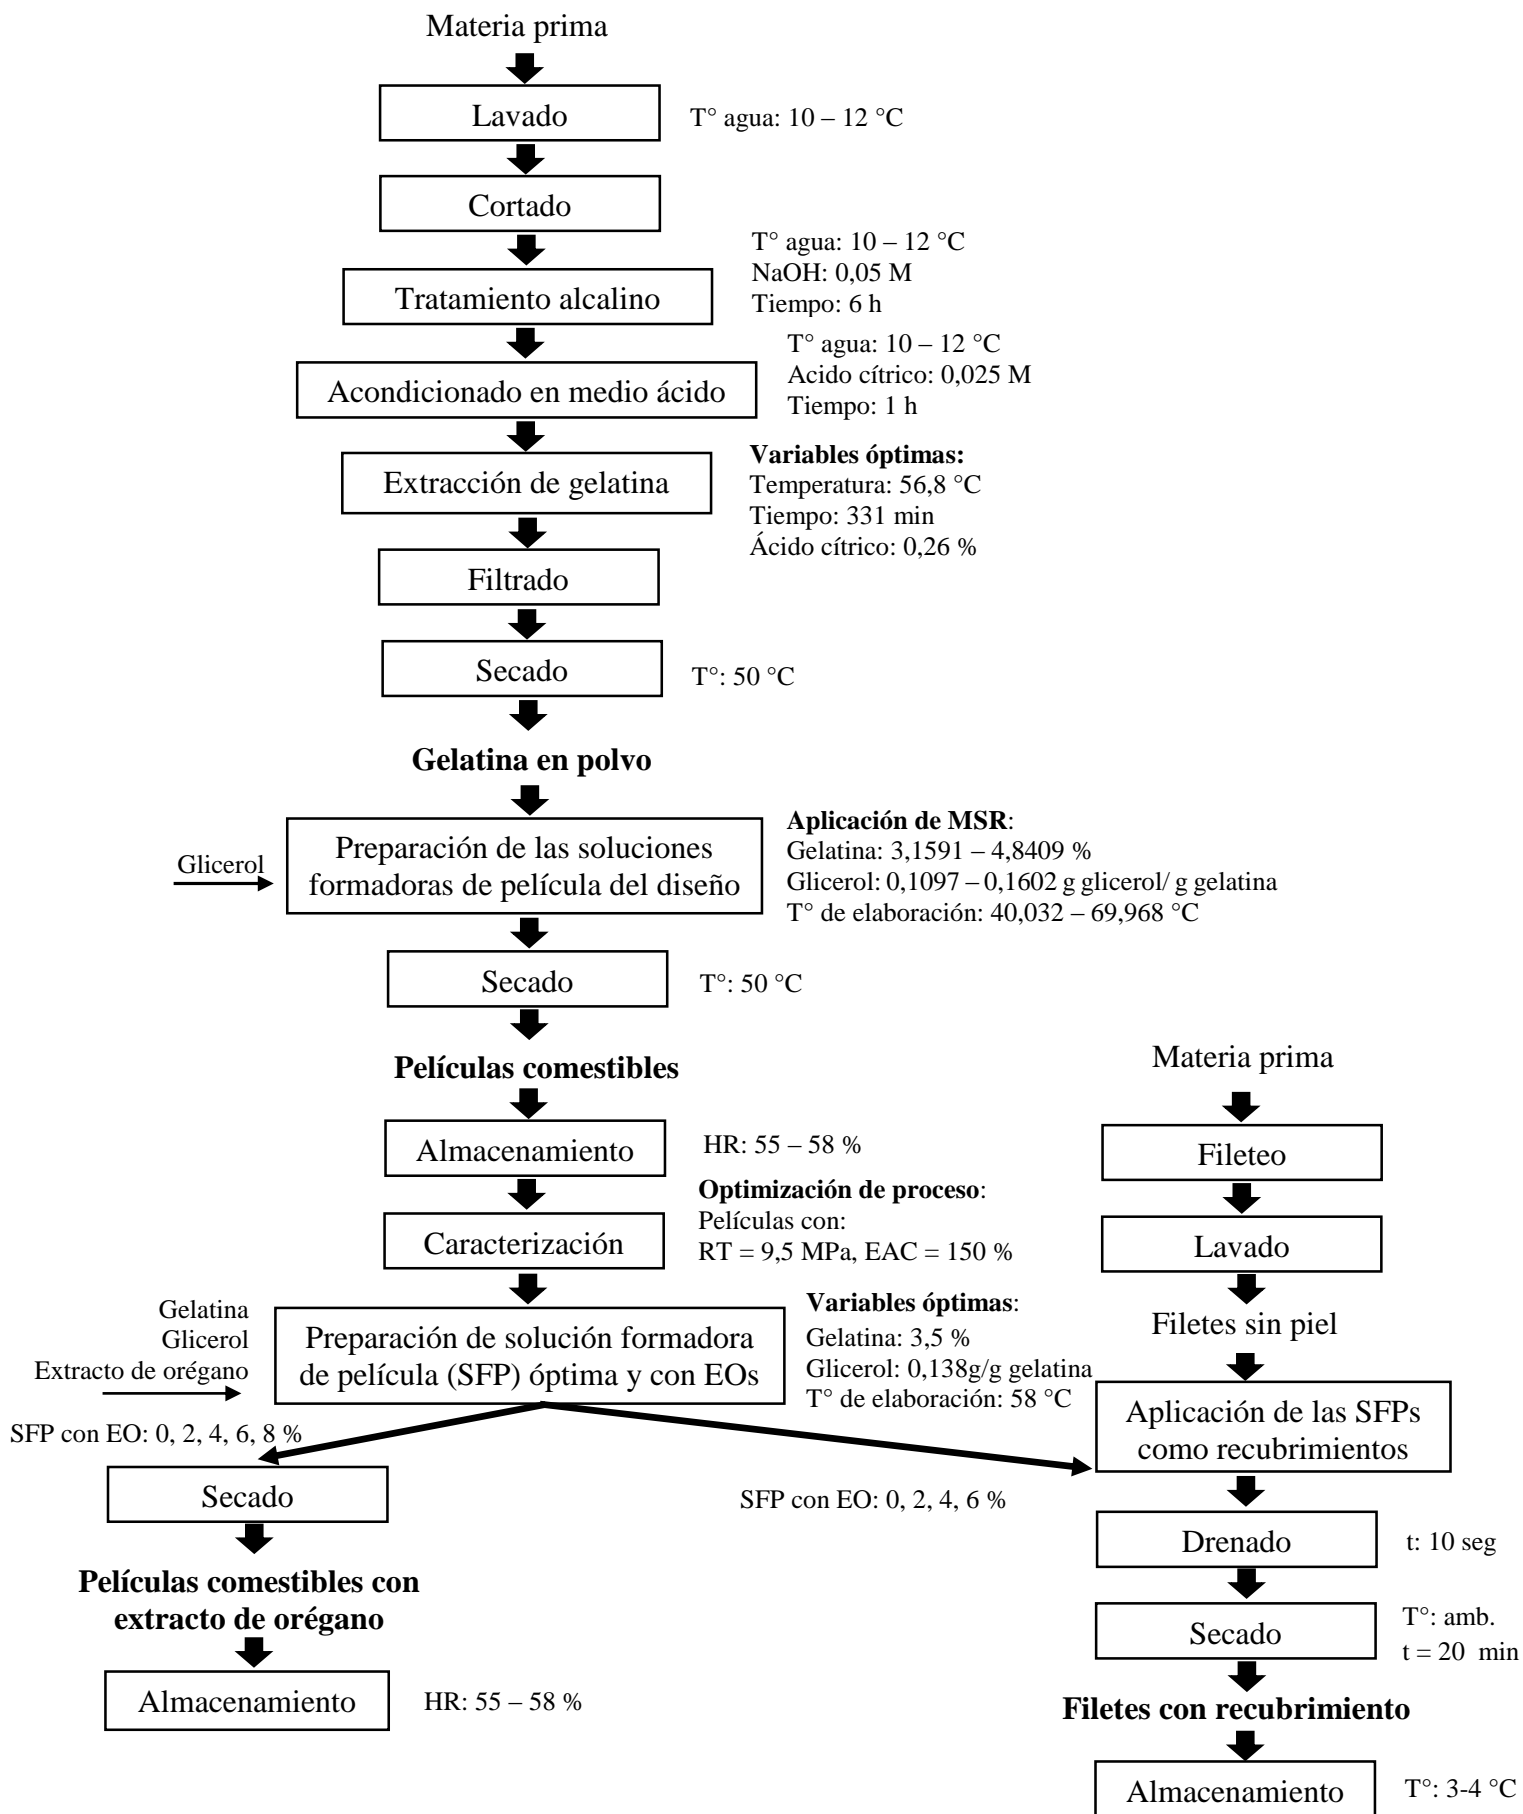 Materia prima
Lavado
T° agua: 10 – 12 °C
Cortado
T° agua: 10 – 12 °C
NaOH: 0,05 M
Tiempo: 6 h
Tratamiento alcalino
T° agua: 10 – 12 °C
Acido cítrico: 0,025 M
Tiempo: 1 h
Acondicionado en medio ácido
Variables óptimas:
Temperatura: 56,8 °C
Tiempo: 331 min
Ácido cítrico: 0,26 %
Extracción de gelatina
Filtrado
Secado
T°: 50 °C
Gelatina en polvo
Glicerol
Preparación de las soluciones
formadoras de película del diseño
Aplicación de MSR:
Gelatina: 3,1591 – 4,8409 %
Glicerol: 0,1097 – 0,1602 g glicerol/ g gelatina
T° de elaboración: 40,032 – 69,968 °C
Secado
T°: 50 °C
Películas comestibles
Almacenamiento
HR: 55 – 58 %
Caracterización
Optimización de proceso:
Películas con:
RT = 9,5 MPa, EAC = 150 %
Gelatina
Glicerol
Extracto de orégano
Preparación de solución formadora
de película (SFP) óptima y con EOs
Variables óptimas:
Gelatina: 3,5 %
Glicerol: 0,138g/g gelatina
T° de elaboración: 58 °C
SFP con EO: 0, 2, 4, 6, 8 %
Secado
Películas comestibles con
extracto de orégano
Almacenamiento
HR: 55 – 58 %
SFP con EO: 0, 2, 4, 6 %
Materia prima
Fileteo
Lavado
Filetes sin piel
Aplicación de las SFPs
como recubrimientos
Drenado
t: 10 seg
Secado
T°: amb.
t = 20 min
Filetes con recubrimiento
Almacenamiento
T°: 3-4 °C